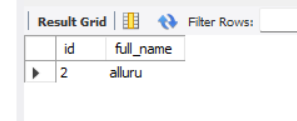 Result Grid Filter Rows:
id full_name
2 alluru